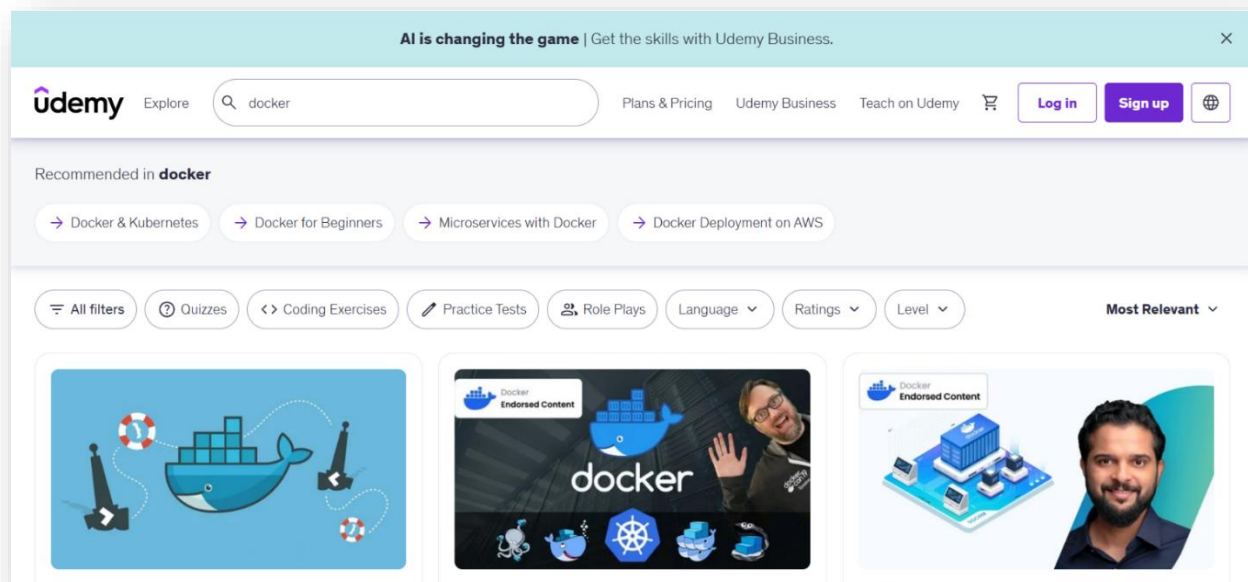 AI is changing the game | Get the skills with Udemy Business.
udemy Explore docker Plans & Pricing Udemy Business Teach on Udemy Log in Sign up
Recommended in docker
→ Docker & Kubernetes → Docker for Beginners → Microservices with Docker → Docker Deployment on AWS
All filters Quizzes <> Coding Exercises Practice Tests Role Plays Language Ratings Level Most Relevant
Docker
Endorsed Content
docker
Docker
Endorsed Content